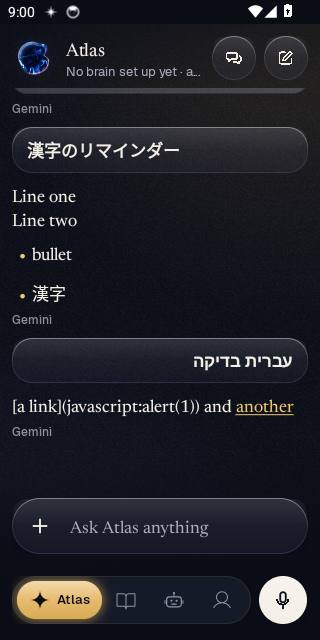 9:00
Atlas
No brain set up yet · a...
Gemini
漢字のリマインダー
Line one
Line two
• bullet
• 漢字
Gemini
עברית בדיקה
[a link](javascript:alert(1)) and another
Gemini
Ask Atlas anything
Atlas